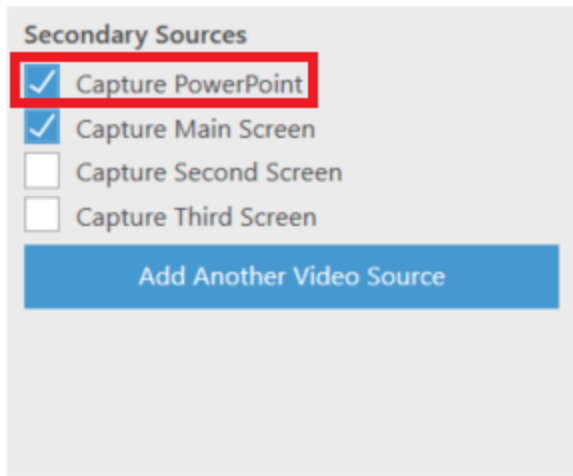 Secondary Sources
Capture PowerPoint
Capture Main Screen
Capture Second Screen
Capture Third Screen
Add Another Video Source